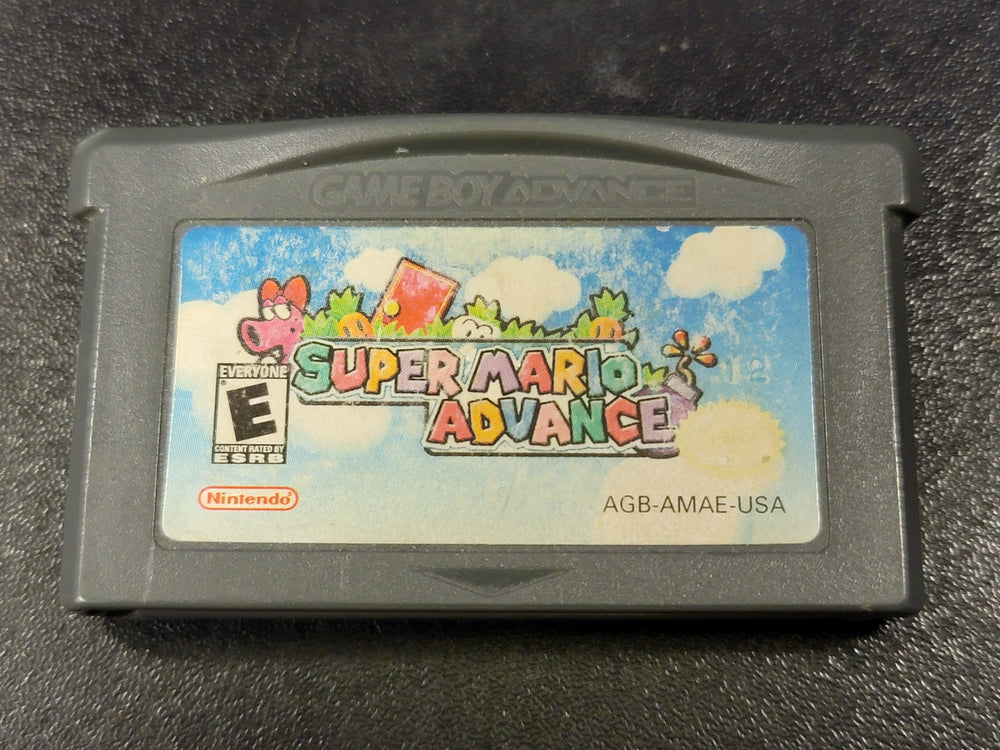 GAME BOY ADVANCE
SUPER MARIO
ADVANCE
EVERYONE
E
CONTENT RATED BY
ESRB
Nintendo
AGB-AMAE-USA